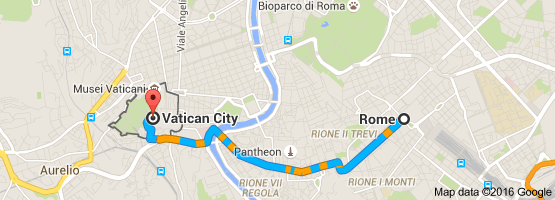 Bioparco di Roma
Viale Angeli
Musei Vaticani
Vatican City
Rome
RIONE II TREVI
Pantheon
Aurelio
RIONE VII
REGOLA
RIONE I MONTI
Map data ©2016 Google